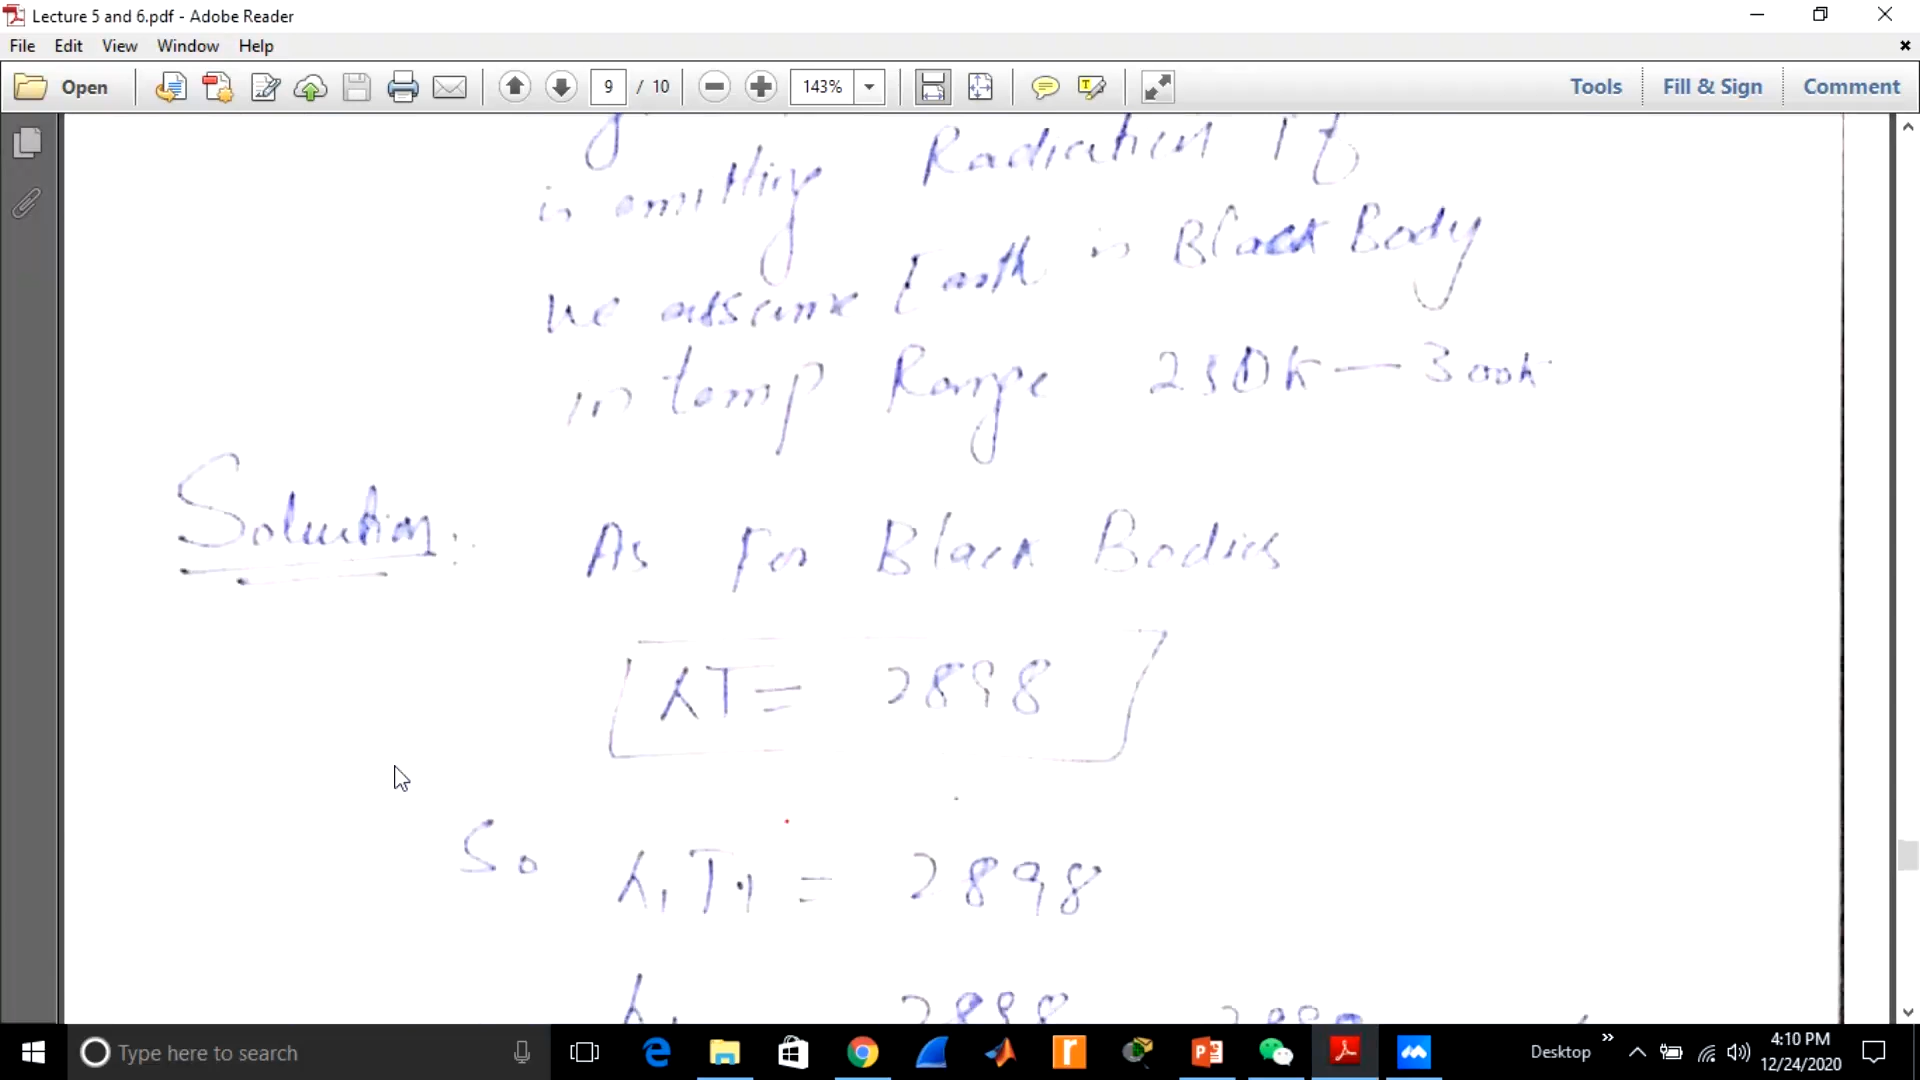 Lecture 5 and 6.pdf - Adobe Reader
File Edit View Window Help
Open 9 / 10 143% Tools Fill & Sign Comment
is emitting Radiation If
we assume Earth is Black Body
in temp Range 250K — 300K
Solution: As For Black Bodies
λT = 2898
So λ₁T₁ = 2898
2898
Type here to search
Desktop
4:10 PM
12/24/2020